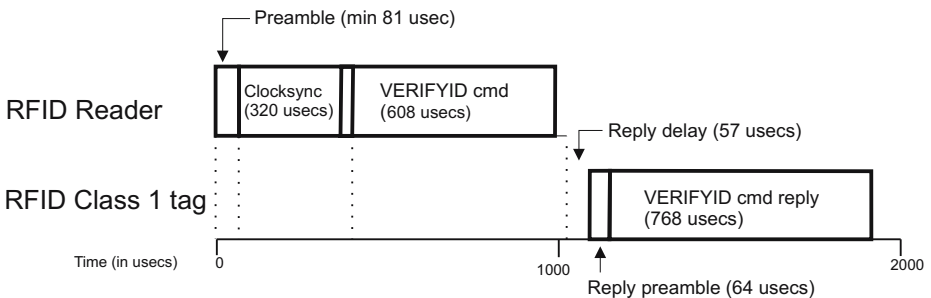 Preamble (min 81 usec)
RFID Reader
Clocksync
(320 usecs)
VERIFYID cmd
(608 usecs)
Reply delay (57 usecs)
RFID Class 1 tag
VERIFYID cmd reply
(768 usecs)
Time (in usecs)
0
1000
2000
Reply preamble (64 usecs)